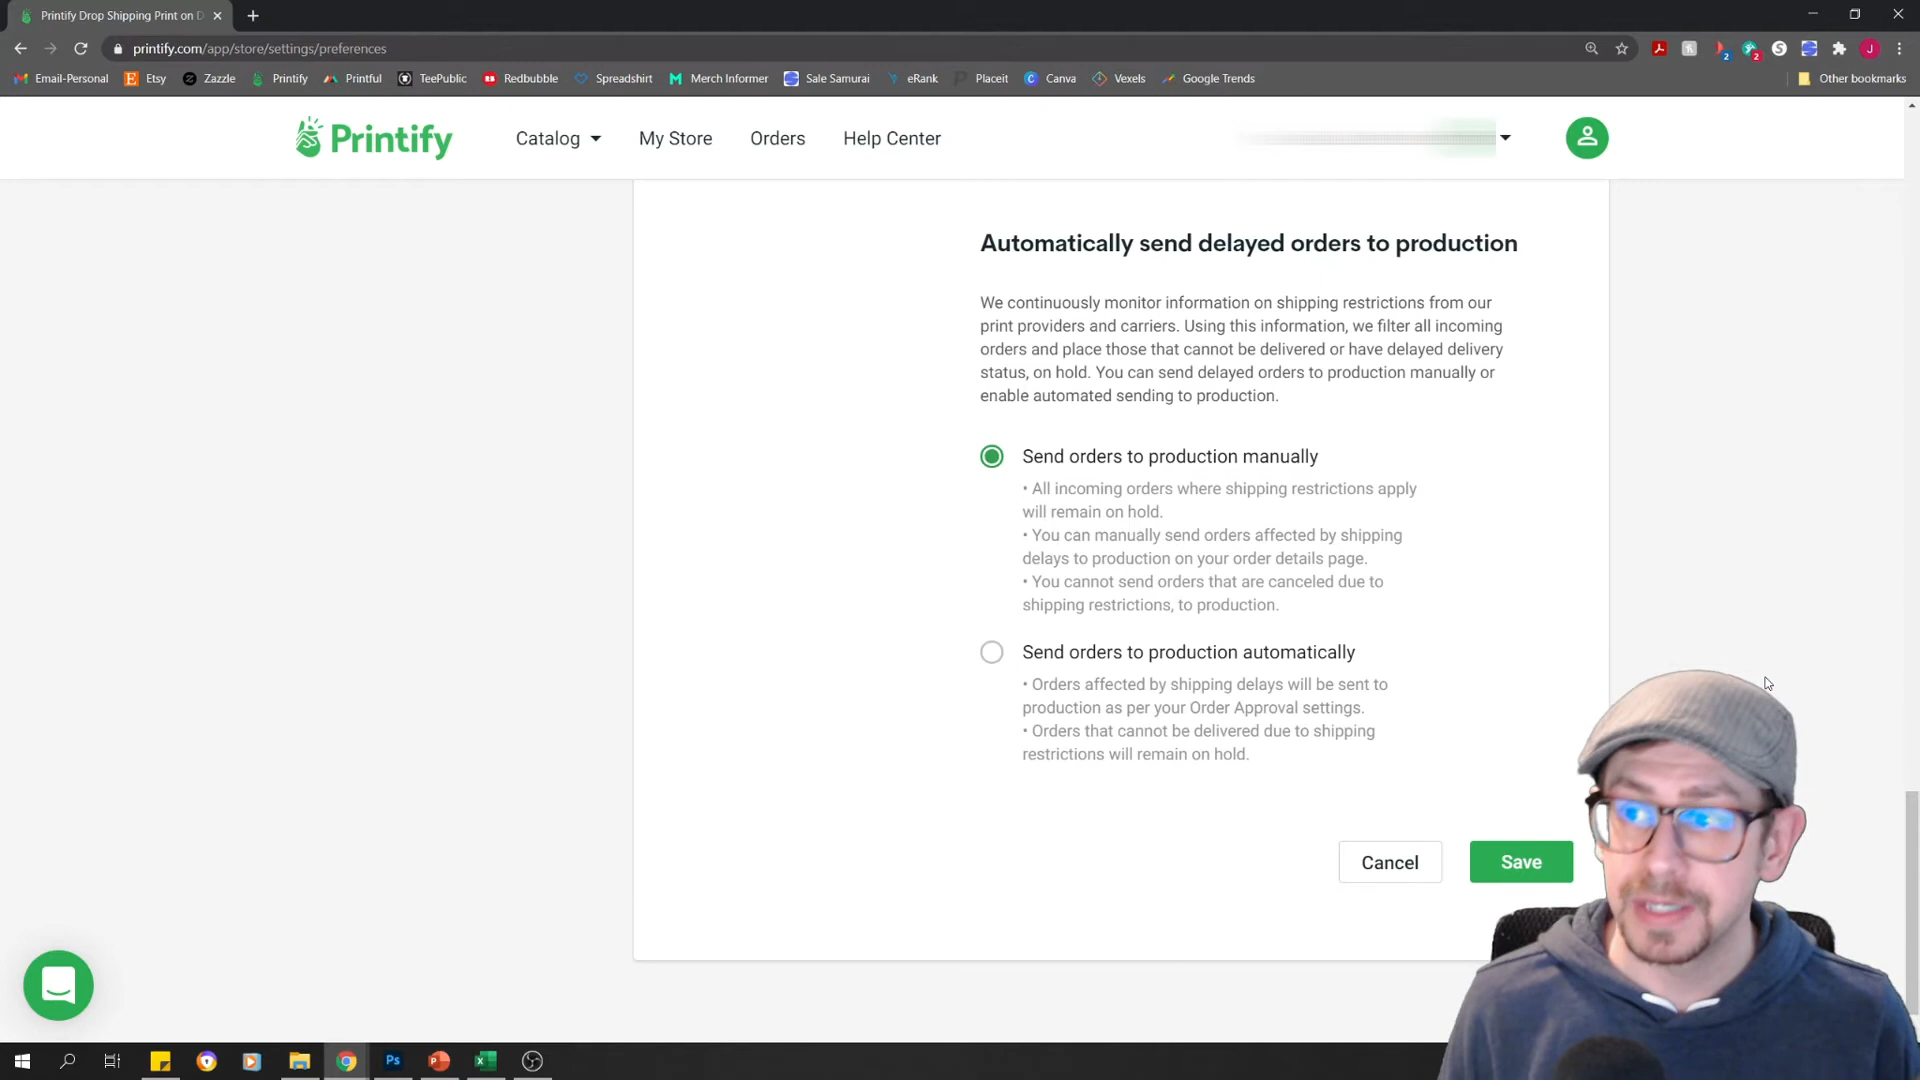 Printify Drop Shipping Print on D
printify.com/app/store/settings/preferences
2
2
J
Email-Personal
Etsy
Zazzle
Printify
Printful
TeePublic
Redbubble
Spreadshirt
Merch Informer
Sale Samurai
eRank
Placeit
Canva
Vexels
Google Trends
Other bookmarks
Printify
Catalog
My Store
Orders
Help Center
Automatically send delayed orders to production
We continuously monitor information on shipping restrictions from our
print providers and carriers. Using this information, we filter all incoming
orders and place those that cannot be delivered or have delayed delivery
status, on hold. You can send delayed orders to production manually or
enable automated sending to production.
Send orders to production manually
• All incoming orders where shipping restrictions apply
will remain on hold.
• You can manually send orders affected by shipping
delays to production on your order details page.
• You cannot send orders that are canceled due to
shipping restrictions, to production.
Send orders to production automatically
• Orders affected by shipping delays will be sent to
production as per your Order Approval settings.
• Orders that cannot be delivered due to shipping
restrictions will remain on hold.
Cancel
Save
Ps